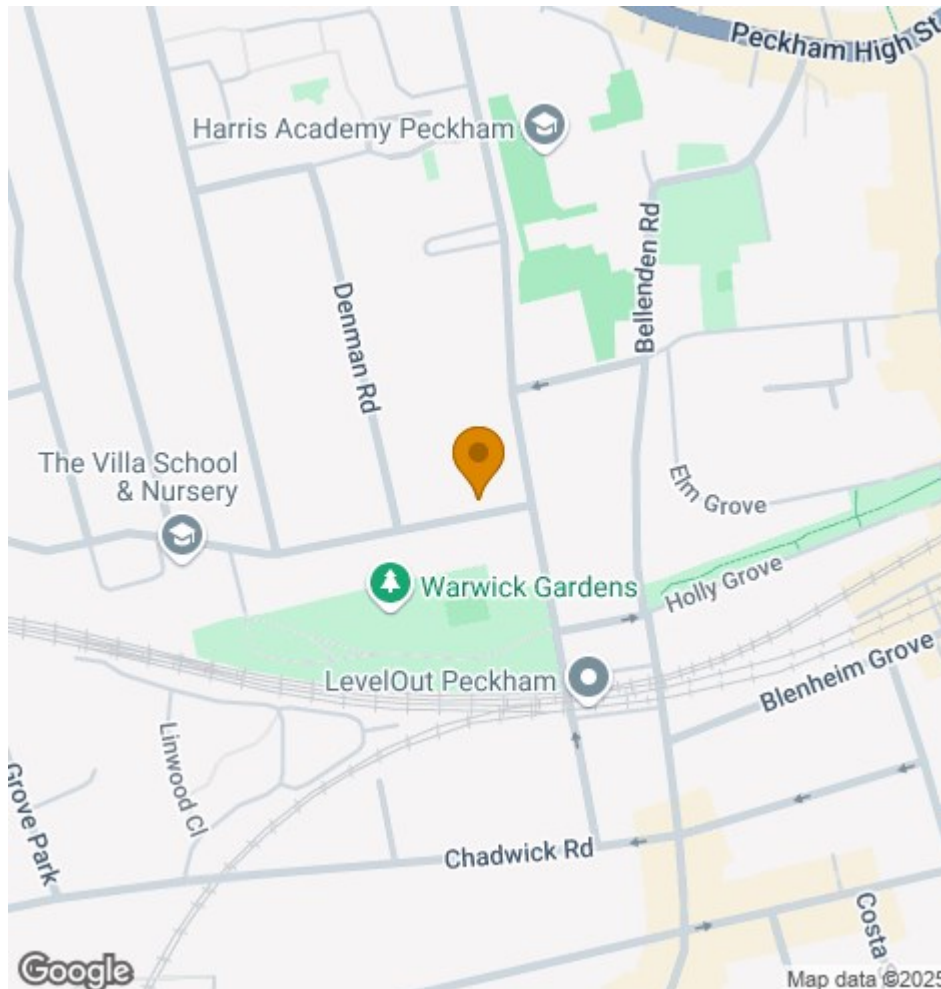 Peckham High St
Harris Academy Peckham
Bellenden Rd
Denman Rd
The Villa School
& Nursery
Elm Grove
Warwick Gardens
Holly Grove
LevelOut Peckham
Blenheim Grove
Linwood Cl
Grove Park
Chadwick Rd
Costa
Google
Map data ©2025